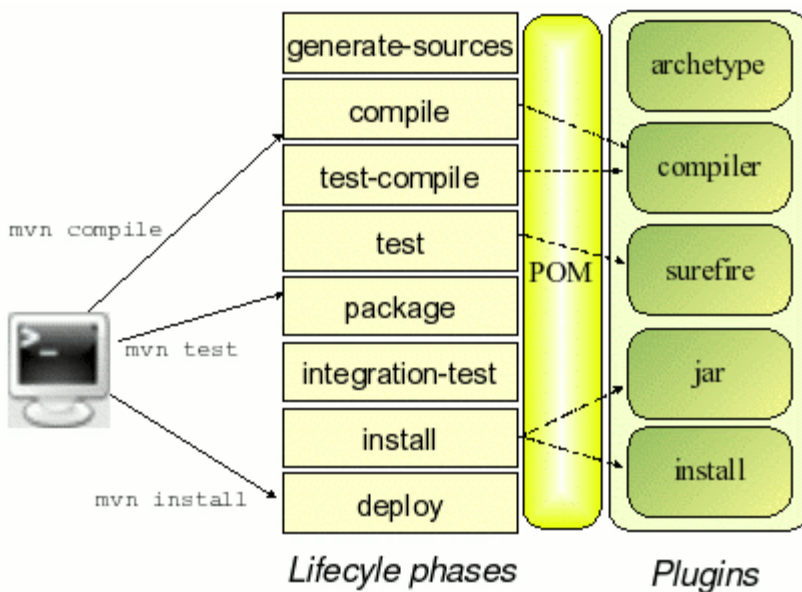 generate-sources
compile
test-compile
test
package
integration-test
install
deploy
mvn compile
mvn test
mvn install
>_
POM
archetype
compiler
surefire
jar
install
Lifecyle phases
Plugins